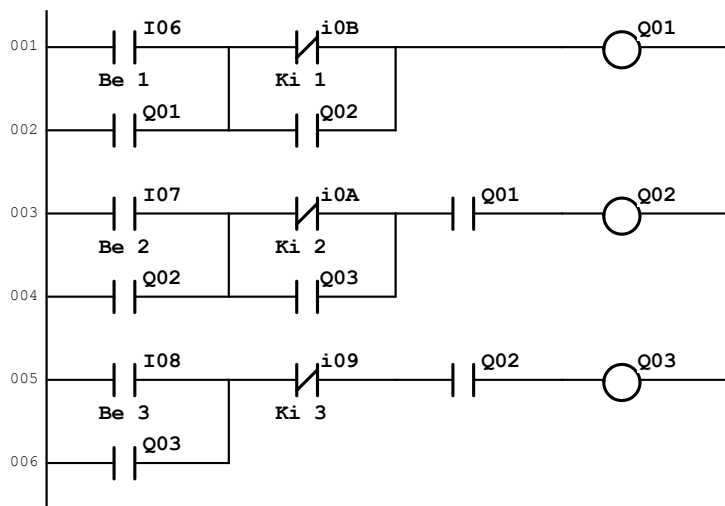 I06 i0B Q01
001
Be 1 Ki 1
Q01 Q02
002
I07 i0A Q01 Q02
003
Be 2 Ki 2
Q02 Q03
004
I08 i09 Q02 Q03
005
Be 3 Ki 3
Q03
006